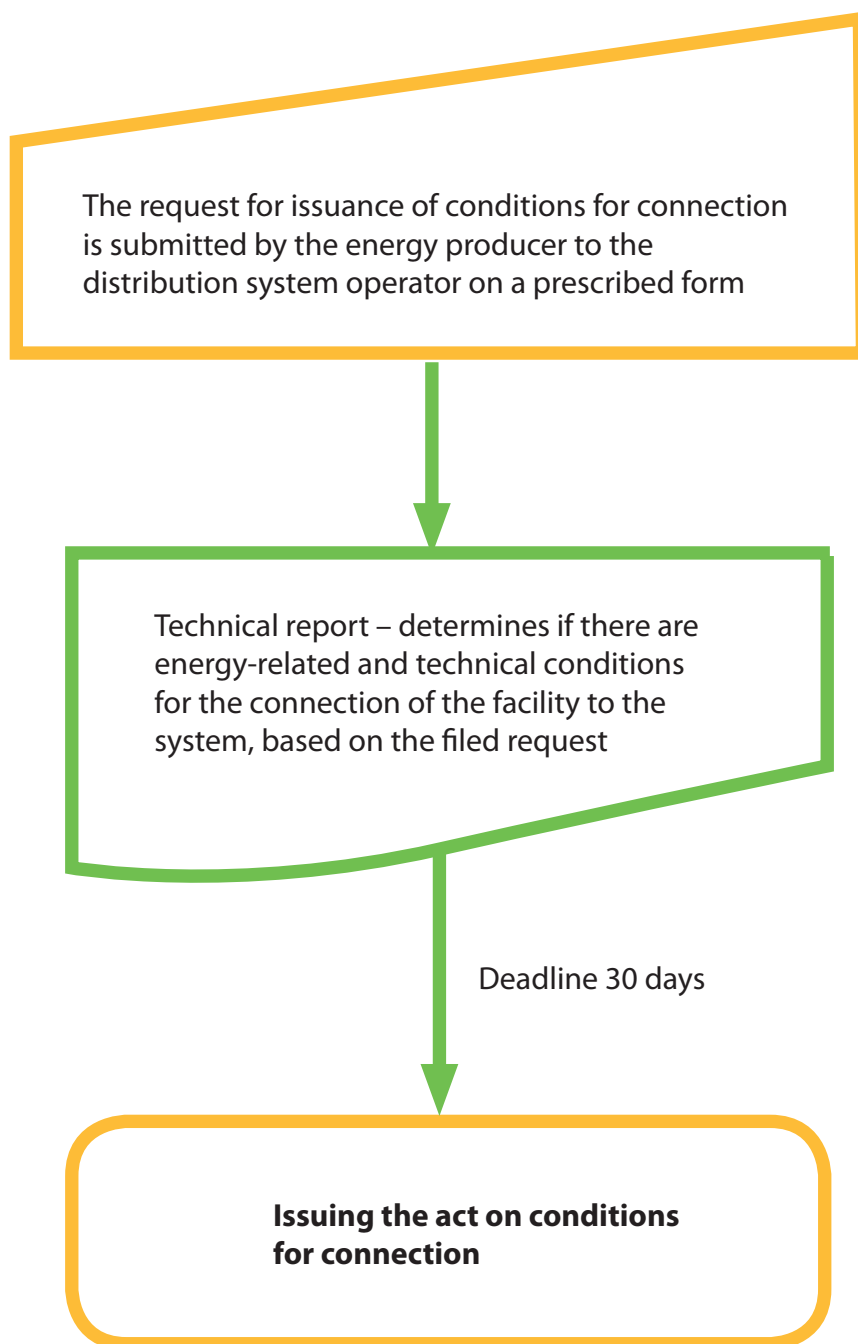 The request for issuance of conditions for connection
is submitted by the energy producer to the
distribution system operator on a prescribed form
Technical report – determines if there are
energy-related and technical conditions
for the connection of the facility to the
system, based on the filed request
Deadline 30 days
Issuing the act on conditions
for connection